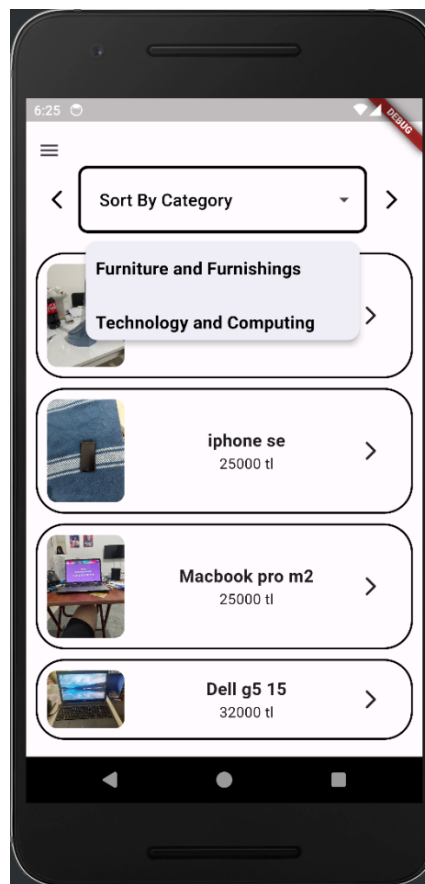 6:25
DEBUG
Sort By Category
Furniture and Furnishings
Technology and Computing
iphone se
25000 tl
Macbook pro m2
25000 tl
Dell g5 15
32000 tl